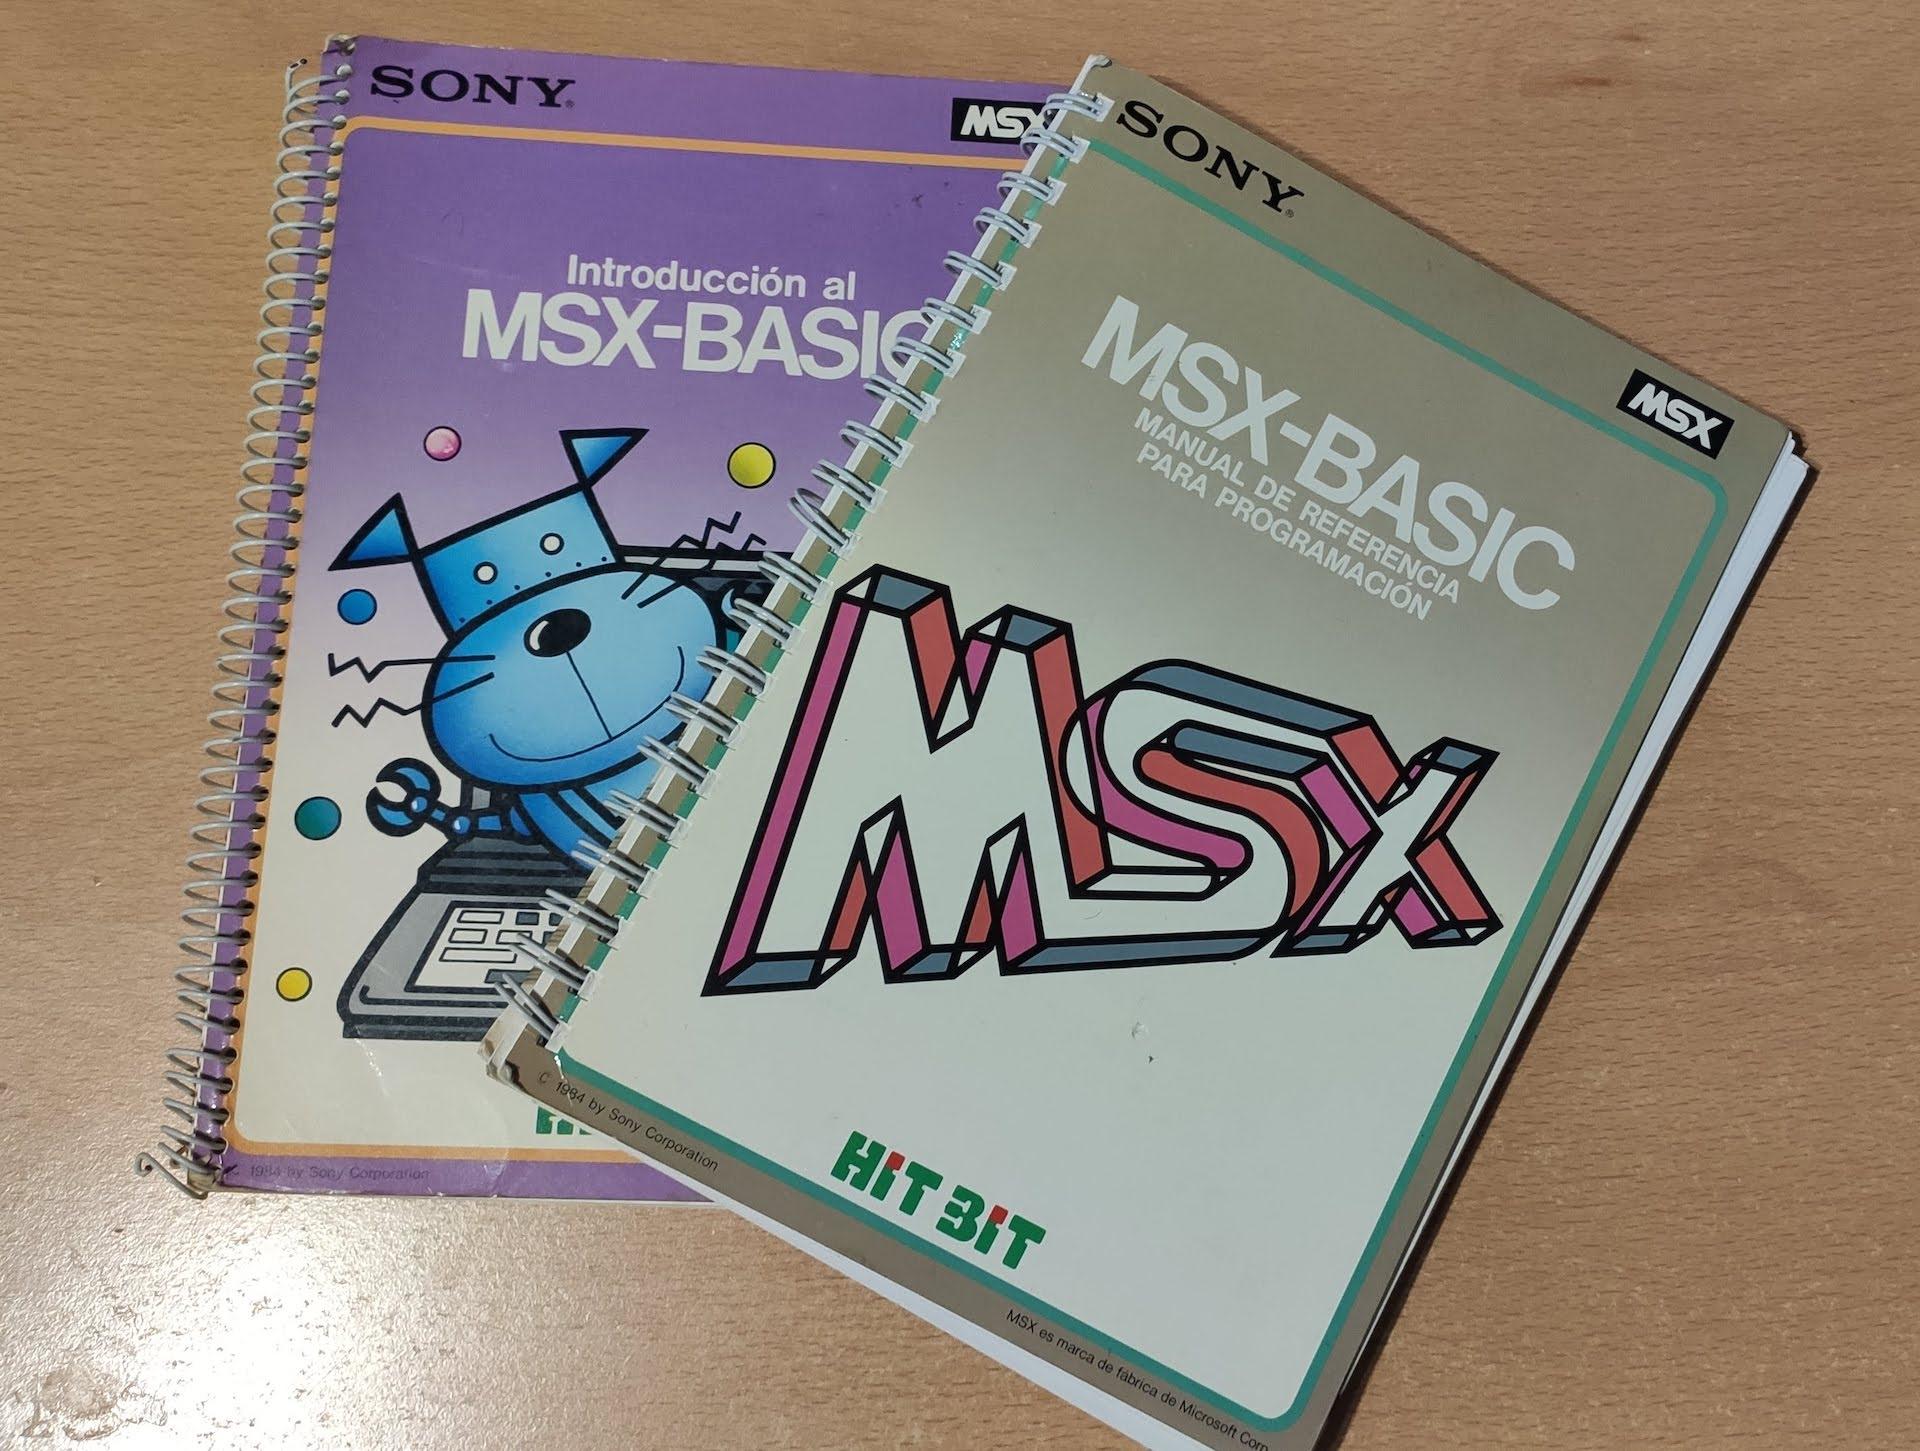 SONY
MSX
Introducción al
MSX-BASIC
1984 by Sony Corporation
SONY
MSX
MSX-BASIC
MANUAL DE REFERENCIA
PARA PROGRAMACIÓN
MSX
HIT BIT
© 1984 by Sony Corporation
MSX es marca de fábrica de Microsoft Corp